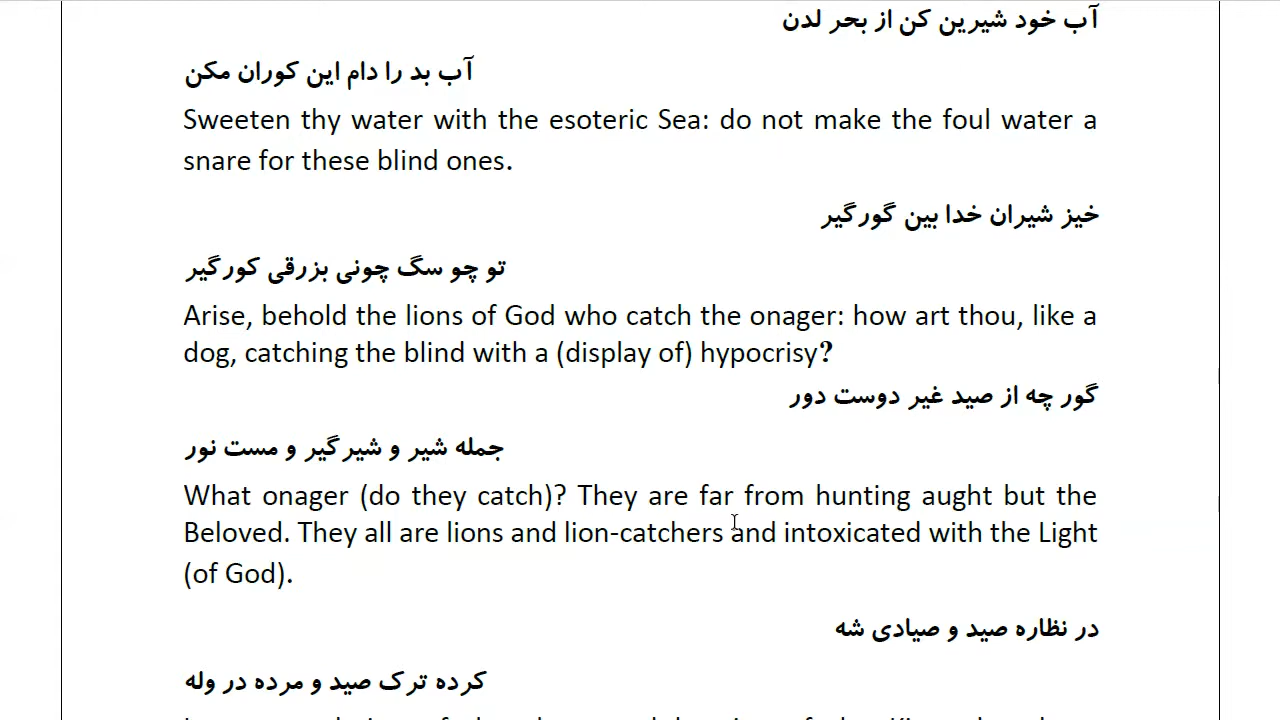 آب خود شیرین کن از بحر لدن
آب بد را دام این کوران مکن
Sweeten thy water with the esoteric Sea: do not make the foul water a
snare for these blind ones.
خیز شیران خدا بین گورگیر
تو چو سگ چونی بزرقی کورگیر
Arise, behold the lions of God who catch the onager: how art thou, like a
dog, catching the blind with a (display of) hypocrisy?
گور چه از صید غیر دوست دور
جمله شیر و شیرگیر و مست نور
What onager (do they catch)? They are far from hunting aught but the
Beloved. They all are lions and lion-catchers and intoxicated with the Light
(of God).
در نظاره صید و صیادی شه
کرده ترک صید و مرده در وله